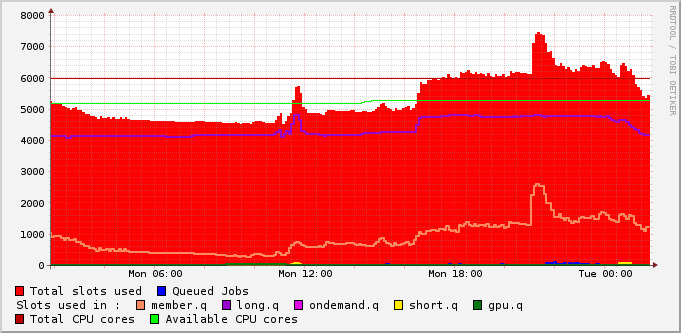 8000
7000
6000
5000
4000
3000
2000
1000
0
Mon 06:00 Mon 12:00 Mon 18:00 Tue 00:00
Total slots used Queued Jobs
Slots used in : member.q long.q ondemand.q short.q gpu.q
Total CPU cores Available CPU cores
RRDTOOL / TOBI OETIKER